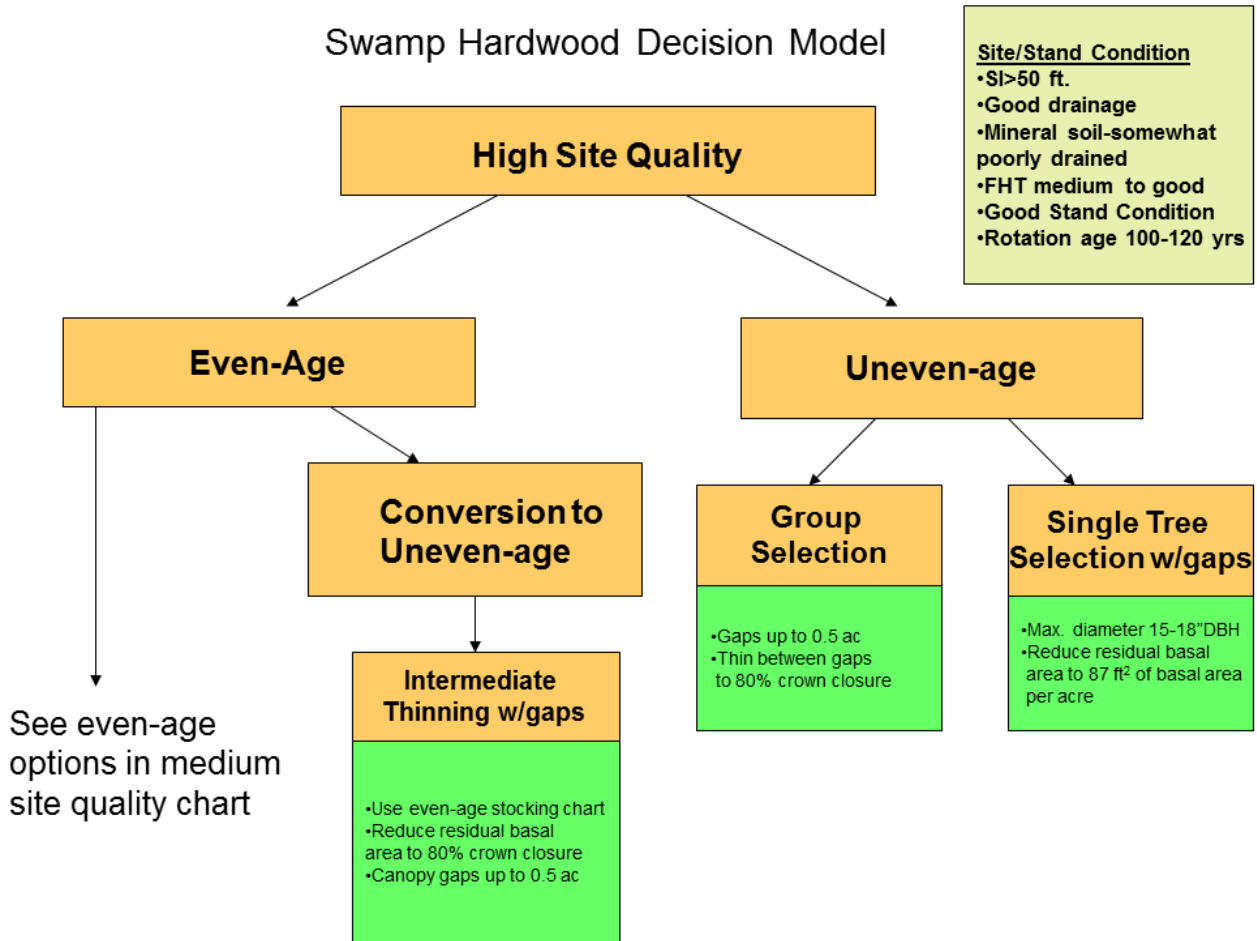 Swamp Hardwood Decision Model
Site/Stand Condition
•SI>50 ft.
•Good drainage
•Mineral soil-somewhat
poorly drained
•FHT medium to good
•Good Stand Condition
•Rotation age 100-120 yrs
High Site Quality
Even-Age
Uneven-age
Conversion to
Uneven-age
Group
Selection
•Gaps up to 0.5 ac
•Thin between gaps
to 80% crown closure
Single Tree
Selection w/gaps
•Max. diameter 15-18”DBH
•Reduce residual basal
area to 87 ft² of basal area
per acre
See even-age
options in medium
site quality chart
Intermediate
Thinning w/gaps
•Use even-age stocking chart
•Reduce residual basal
area to 80% crown closure
•Canopy gaps up to 0.5 ac